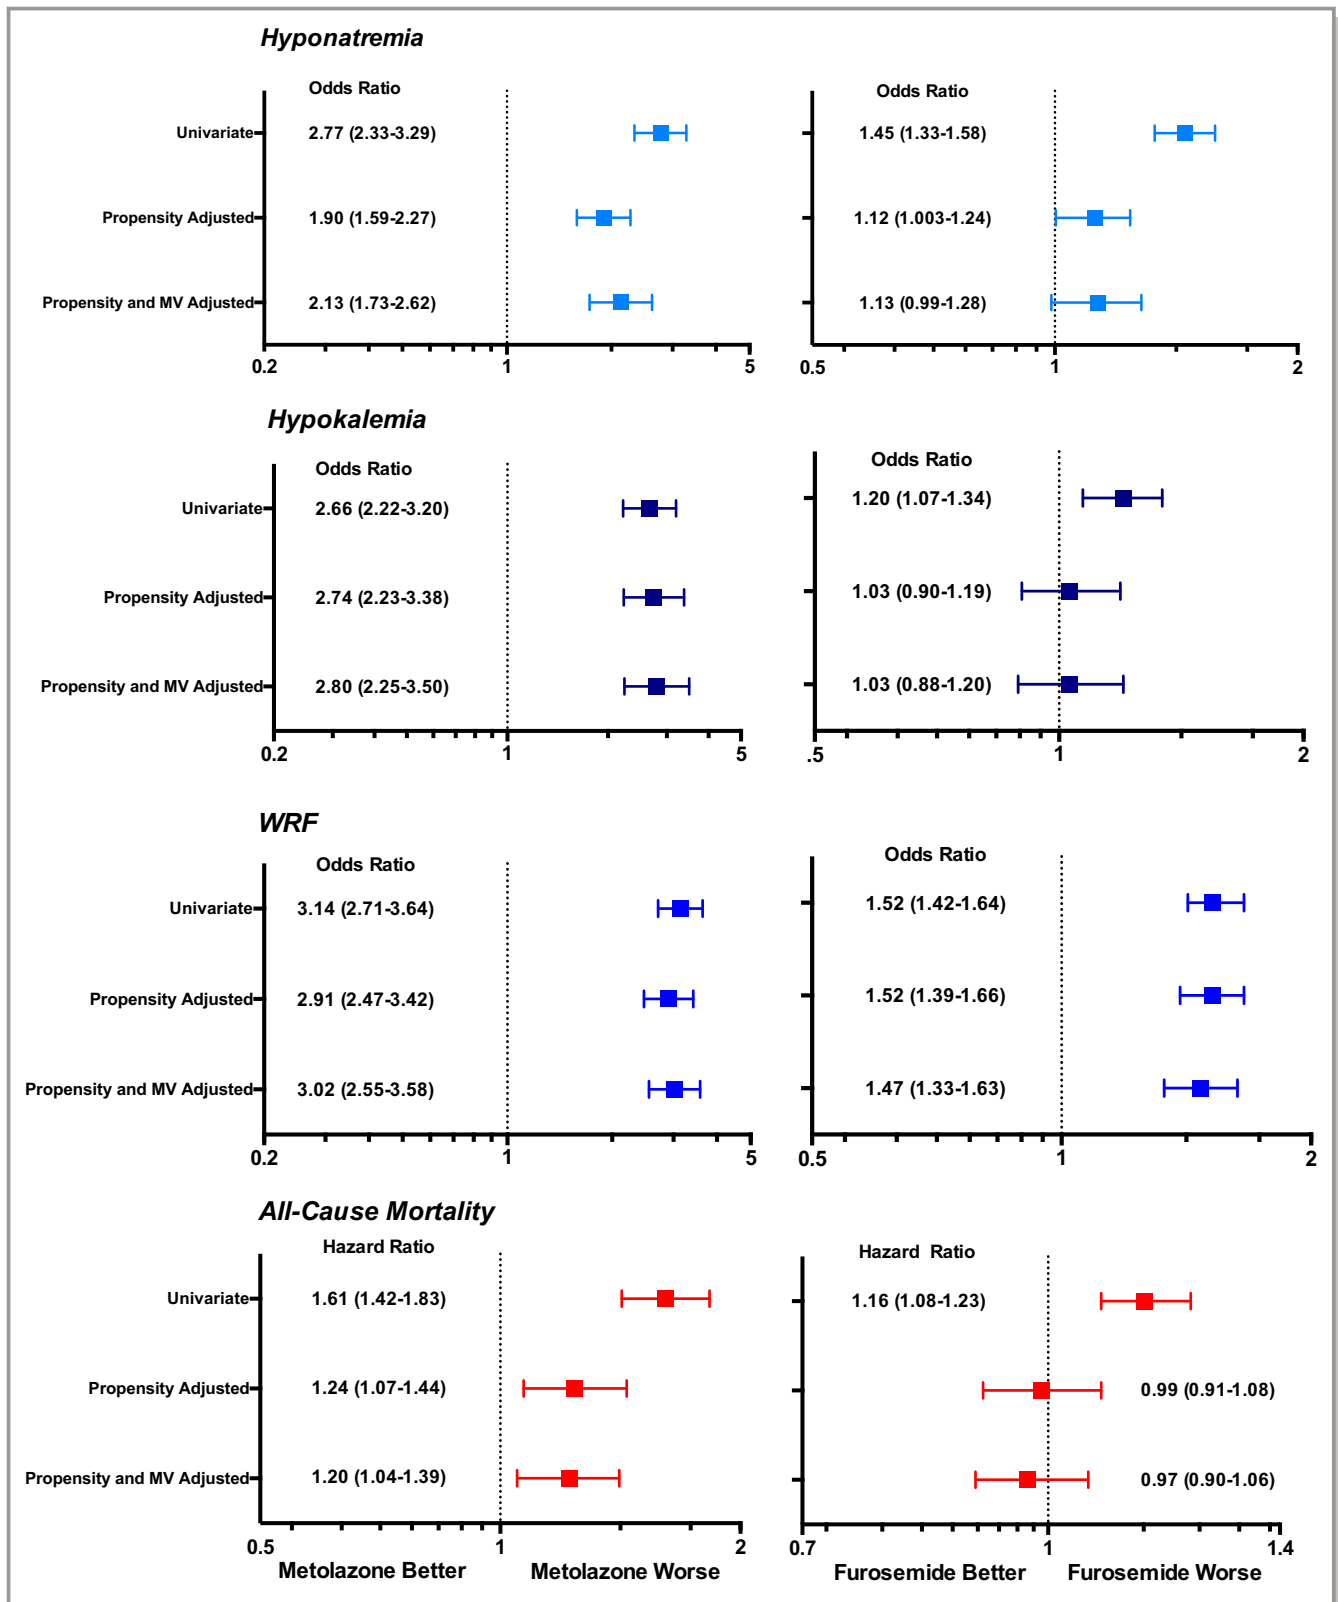 Hyponatremia
Odds Ratio
Odds Ratio
Univariate 2.77 (2.33-3.29) 1.45 (1.33-1.58)
Propensity Adjusted 1.90 (1.59-2.27) 1.12 (1.003-1.24)
Propensity and MV Adjusted 2.13 (1.73-2.62) 1.13 (0.99-1.28)
0.2 1 5 0.5 1 2
Hypokalemia
Odds Ratio
Odds Ratio
Univariate 2.66 (2.22-3.20) 1.20 (1.07-1.34)
Propensity Adjusted 2.74 (2.23-3.38) 1.03 (0.90-1.19)
Propensity and MV Adjusted 2.80 (2.25-3.50) 1.03 (0.88-1.20)
0.2 1 5 .5 1 2
WRF
Odds Ratio
Odds Ratio
Univariate 3.14 (2.71-3.64) 1.52 (1.42-1.64)
Propensity Adjusted 2.91 (2.47-3.42) 1.52 (1.39-1.66)
Propensity and MV Adjusted 3.02 (2.55-3.58) 1.47 (1.33-1.63)
0.2 1 5 0.5 1 2
All-Cause Mortality
Hazard Ratio
Hazard Ratio
Univariate 1.61 (1.42-1.83) 1.16 (1.08-1.23)
Propensity Adjusted 1.24 (1.07-1.44) 0.99 (0.91-1.08)
Propensity and MV Adjusted 1.20 (1.04-1.39) 0.97 (0.90-1.06)
0.5 1 2 0.7 1 1.4
Metolazone Better Metolazone Worse Furosemide Better Furosemide Worse